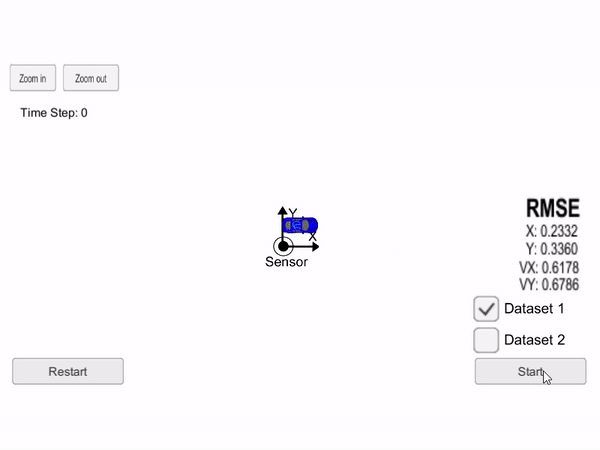 Zoom in
Zoom out
Time Step: 0
Y
X
Sensor
RMSE
X: 0.2332
Y: 0.3360
VX: 0.6178
VY: 0.6786
Dataset 1
Dataset 2
Restart
Start